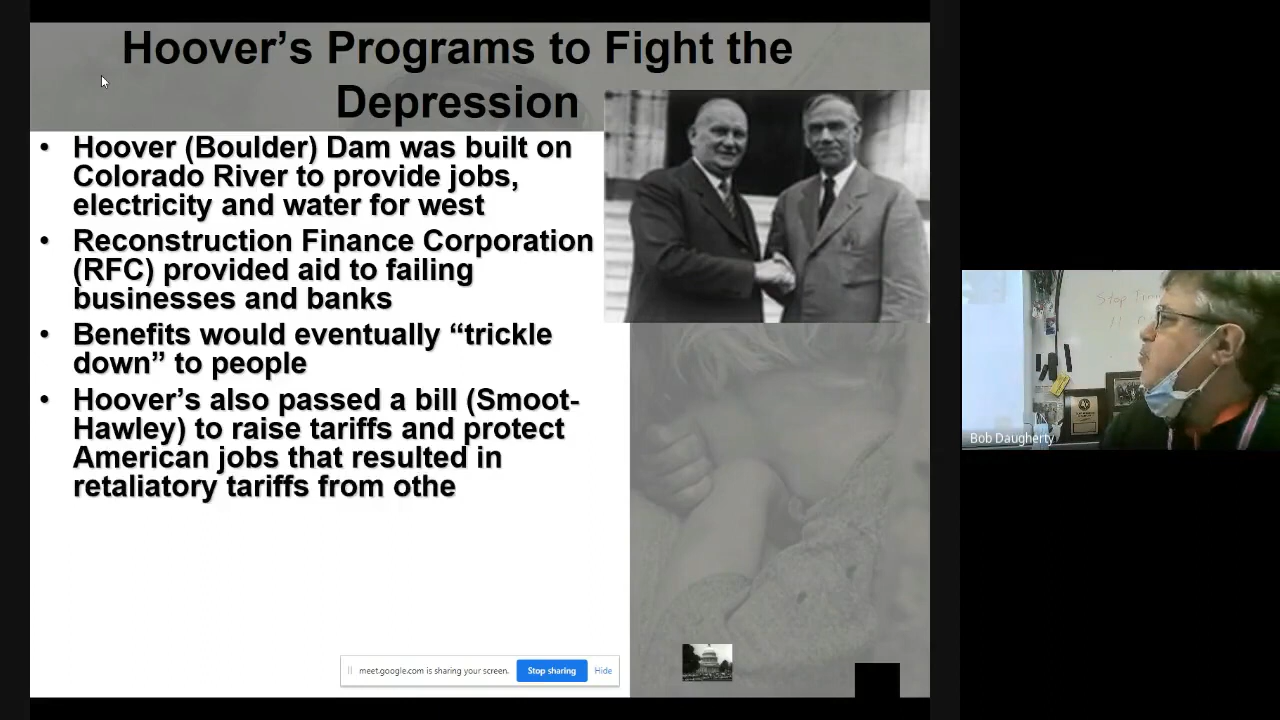 Hoover’s Programs to Fight the
Depression
• Hoover (Boulder) Dam was built on
Colorado River to provide jobs,
electricity and water for west
• Reconstruction Finance Corporation
(RFC) provided aid to failing
businesses and banks
• Benefits would eventually “trickle
down” to people
• Hoover’s also passed a bill (Smoot-
Hawley) to raise tariffs and protect
American jobs that resulted in
retaliatory tariffs from othe
meet.google.com is sharing your screen.
Stop sharing
Hide
Stop
Bob Daugherty